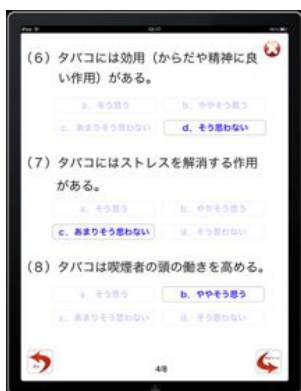 （6）タバコには効用（からだや精神に良
い作用）がある。
a．そう思う
b．ややそう思う
c．あまりそう思わない
d．そう思わない
（7）タバコにはストレスを解消する作用
がある。
a．そう思う
b．ややそう思う
c．あまりそう思わない
d．そう思わない
（8）タバコは喫煙者の頭の働きを高める。
a．そう思う
b．ややそう思う
c．あまりそう思わない
d．そう思わない
4/8